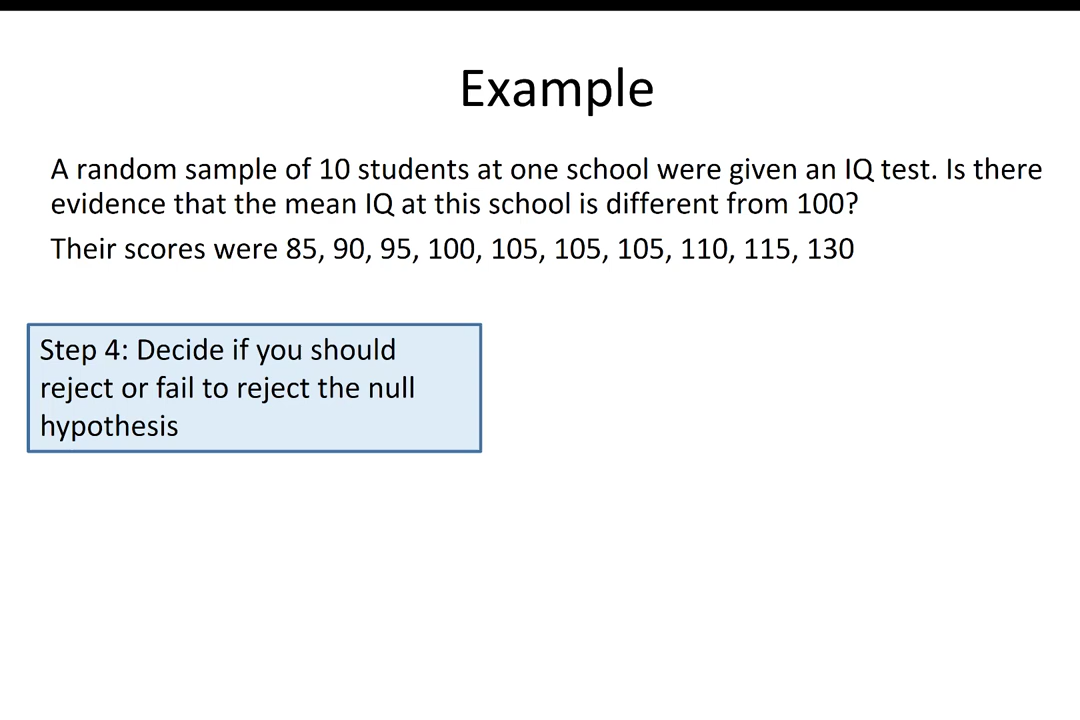 Example
A random sample of 10 students at one school were given an IQ test. Is there
evidence that the mean IQ at this school is different from 100?
Their scores were 85, 90, 95, 100, 105, 105, 105, 110, 115, 130
Step 4: Decide if you should
reject or fail to reject the null
hypothesis